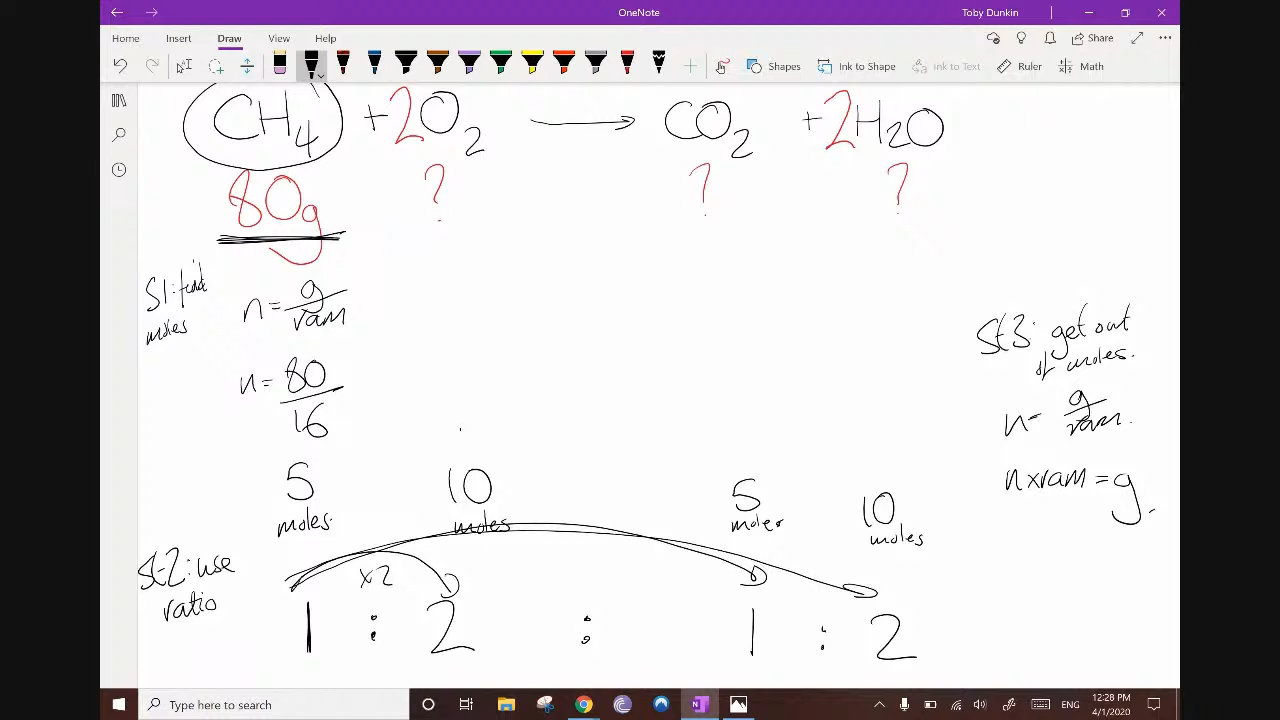 OneNote
Toby Dunkin
Home Insert Draw View Help
Share
Shapes Ink to Shape Ink to Text Ruler Math
CH4 + 2O2 → CO2 + 2H2O
80g ? ? ?
S1: find
moles
n = g/ram
n = 80/16
St3: get out
of moles.
n = g/ram.
n x ram = g.
5 10 5 10
moles. moles moles moles
St2: use
ratio
x2
1 : 2 : 1 : 2
Type here to search
ENG
12:28 PM
4/1/2020